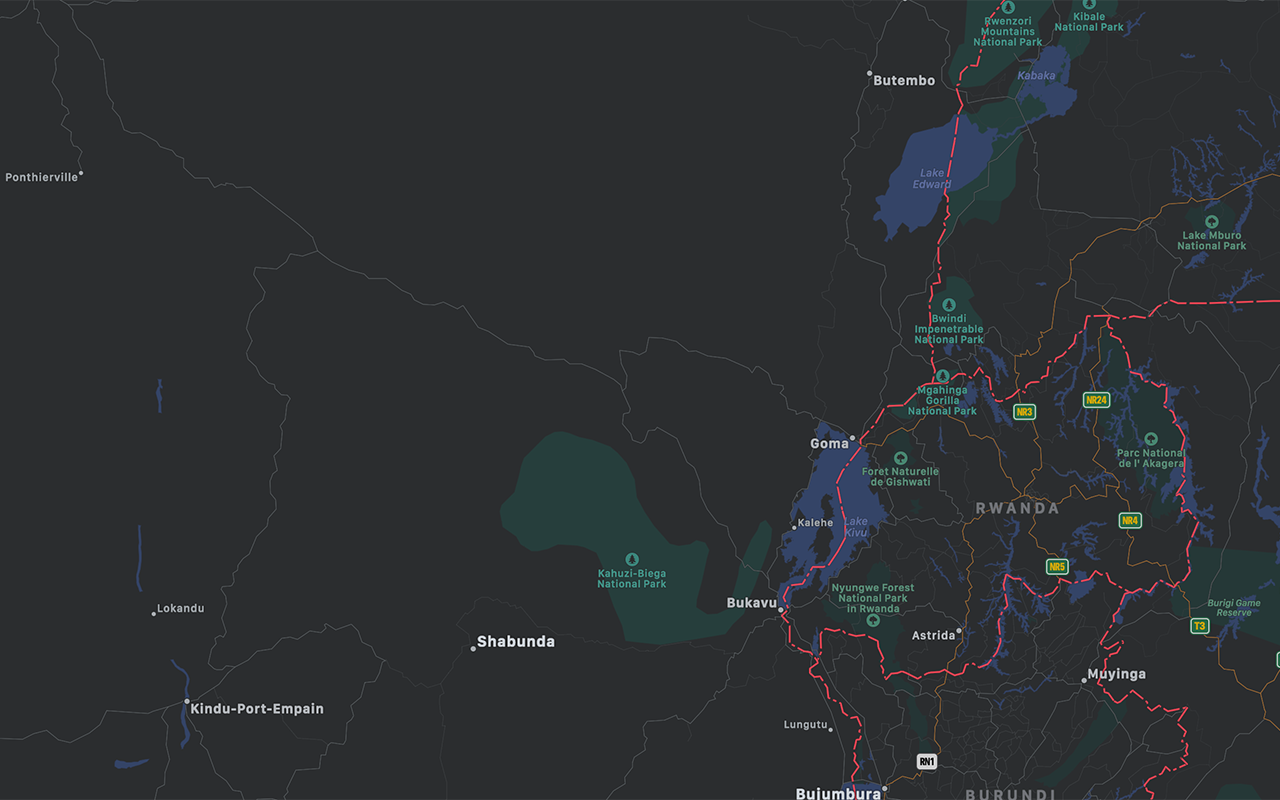 Rwenzori
Mountains
National Park
Kibale
National Park
Kabaka
Butembo
Ponthierville
Lake
Edward
Lake Mburo
National Park
Bwindi
Impenetrable
National Park
Mgahinga
Gorilla
National Park
NR3
NR24
Goma
Parc National
de l' Akagera
Foret Naturelle
de Gishwati
RWANDA
Kalehe
Lake
Kivu
NR4
NR5
Kahuzi-Biega
National Park
Nyungwe Forest
National Park
in Rwanda
Bukavu
Lokandu
Burigi Game
Reserve
T3
Astrida
Shabunda
Muyinga
Kindu-Port-Empain
Lungutu
RN1
Bujumbura
BURUNDI